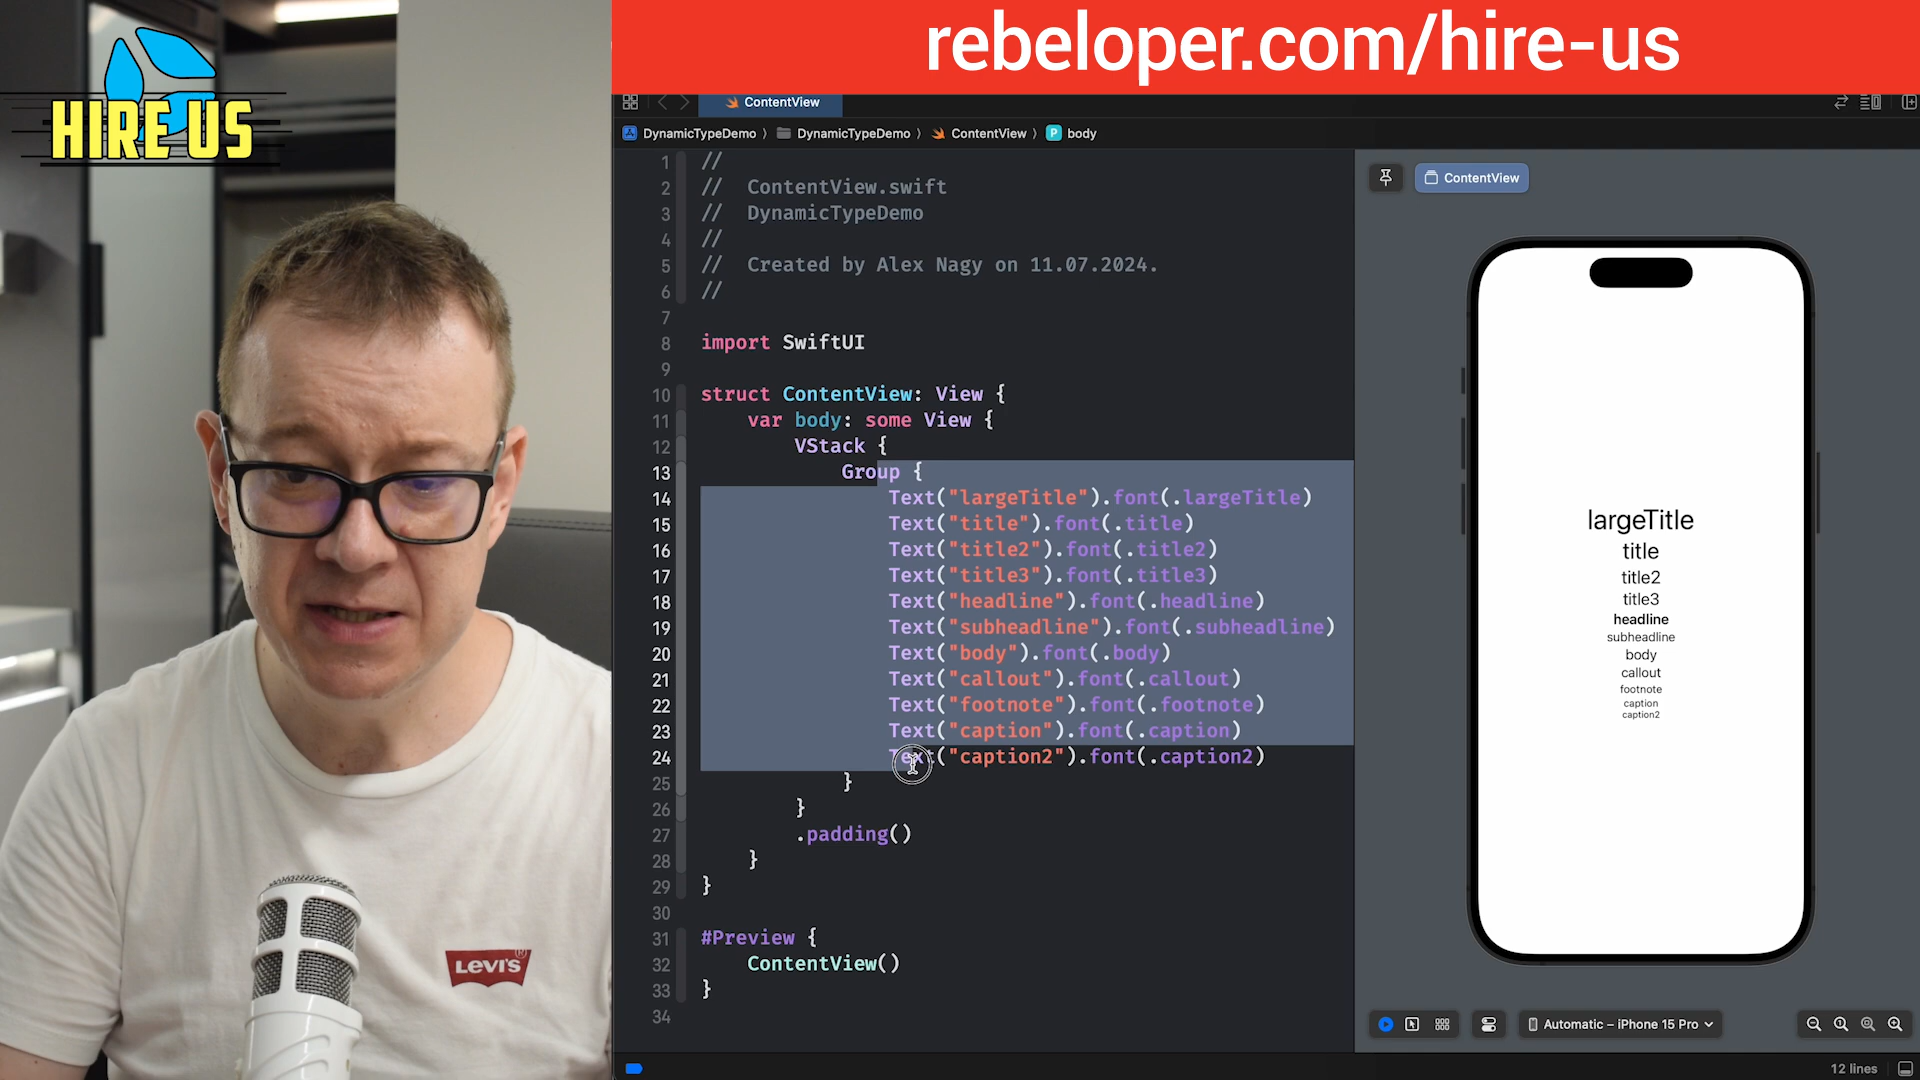 HIRE US
LEVI'S®
rebeloper.com/hire-us
ContentView
DynamicTypeDemo ⟩ DynamicTypeDemo ⟩ ContentView ⟩ P body
1 //
2 //  ContentView.swift
3 //  DynamicTypeDemo
4 //
5 //  Created by Alex Nagy on 11.07.2024.
6 //
7
8 import SwiftUI
9
10 struct ContentView: View {
11     var body: some View {
12         VStack {
13             Group {
14                 Text("largeTitle").font(.largeTitle)
15                 Text("title").font(.title)
16                 Text("title2").font(.title2)
17                 Text("title3").font(.title3)
18                 Text("headline").font(.headline)
19                 Text("subheadline").font(.subheadline)
20                 Text("body").font(.body)
21                 Text("callout").font(.callout)
22                 Text("footnote").font(.footnote)
23                 Text("caption").font(.caption)
24                 Text("caption2").font(.caption2)
25             }
26         }
27         .padding()
28     }
29 }
30
31 #Preview {
32     ContentView()
33 }
34
ContentView
largeTitle
title
title2
title3
headline
subheadline
body
callout
footnote
caption
caption2
Automatic – iPhone 15 Pro
12 lines